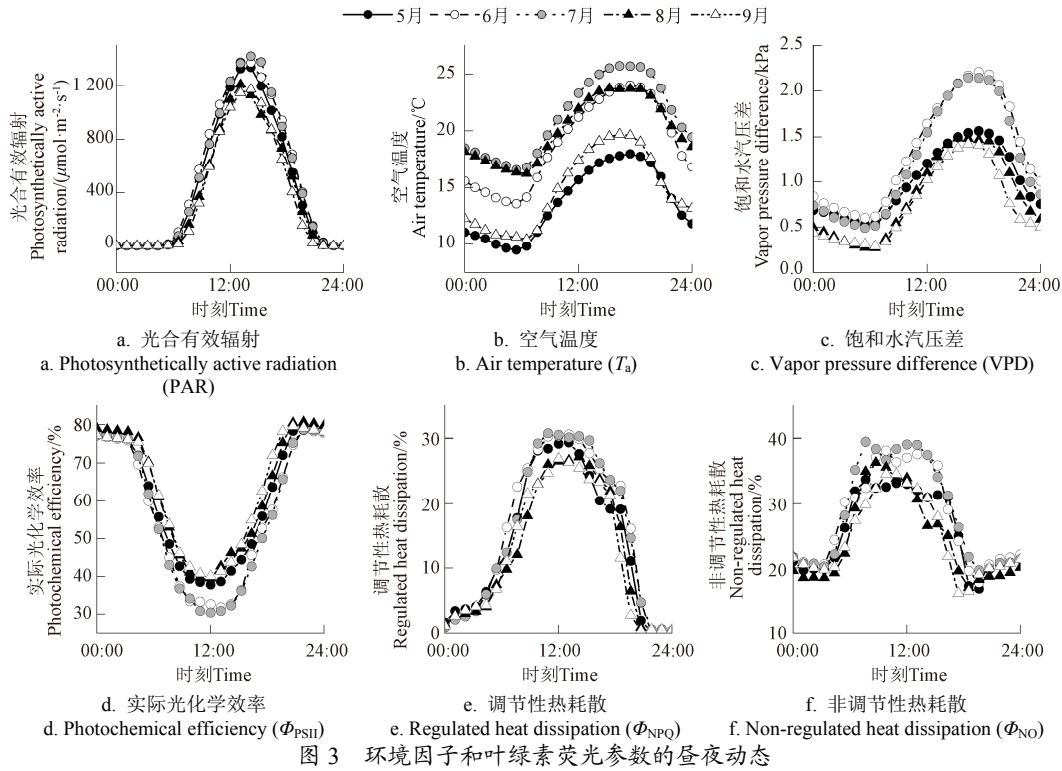 5月 6月 7月 8月 9月
光合有效辐射
Photosynthetically active
radiation/(μmol·m⁻²·s⁻¹)
1 200
800
400
0
00:00 12:00 24:00
时刻Time
a. 光合有效辐射
a. Photosynthetically active radiation
(PAR)
空气温度
Air temperature/℃
25
20
15
10
00:00 12:00 24:00
时刻Time
b. 空气温度
b. Air temperature (Ta)
饱和水汽压差
Vapor pressure difference/kPa
2.5
2.0
1.5
1.0
0.5
0.0
00:00 12:00 24:00
时刻Time
c. 饱和水汽压差
c. Vapor pressure difference (VPD)
实际光化学效率
Photochemical efficiency/%
80
70
60
50
40
30
00:00 12:00 24:00
时刻Time
d. 实际光化学效率
d. Photochemical efficiency (ΦPSII)
调节性热耗散
Regulated heat dissnpation/%
30
20
10
0
00:00 12:00 24:00
时刻Time
e. 调节性热耗散
e. Regulated heat dissipation (ΦNPQ)
非调节性热耗散
Non-regulated heat
dissipation/%
40
30
20
10
00:00 12:00 24:00
时刻Time
f. 非调节性热耗散
f. Non-regulated heat dissipation (ΦNO)
图 3 环境因子和叶绿素荧光参数的昼夜动态